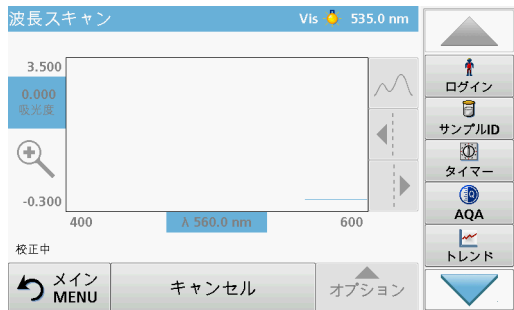 波長スキャン Vis 535.0 nm
3.500
0.000
吸光度
-0.300
400 λ 560.0 nm 600
校正中
メイン
MENU
キャンセル
オプション
ログイン
サンプルID
タイマー
AQA
トレンド